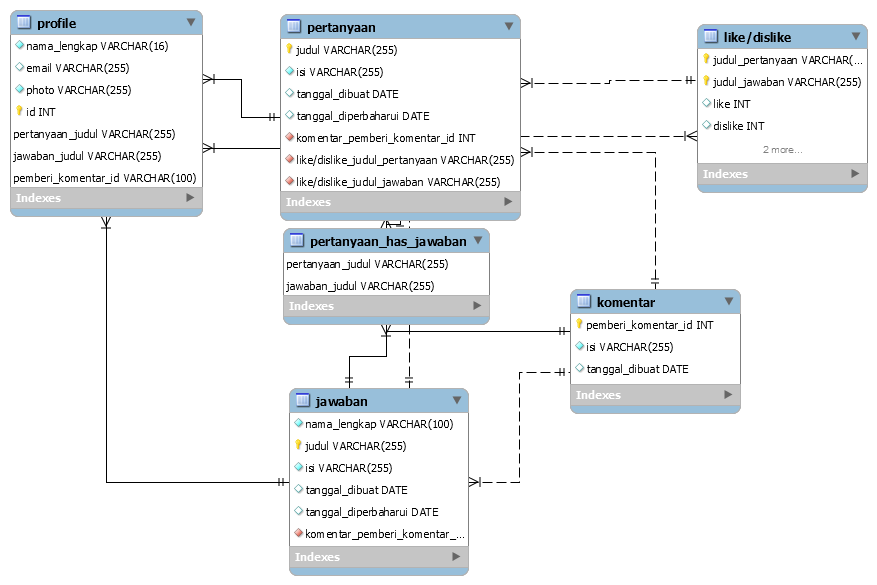 profile
nama_lengkap VARCHAR(16)
email VARCHAR(255)
photo VARCHAR(255)
id INT
pertanyaan_judul VARCHAR(255)
jawaban_judul VARCHAR(255)
pemberi_komentar_id VARCHAR(100)
Indexes
pertanyaan
judul VARCHAR(255)
isi VARCHAR(255)
tanggal_dibuat DATE
tanggal_diperbaharui DATE
komentar_pemberi_komentar_id INT
like/dislike_judul_pertanyaan VARCHAR(255)
like/dislike_judul_jawaban VARCHAR(255)
Indexes
like/dislike
judul_pertanyaan VARCHAR(...
judul_jawaban VARCHAR(255)
like INT
dislike INT
2 more...
Indexes
pertanyaan_has_jawaban
pertanyaan_judul VARCHAR(255)
jawaban_judul VARCHAR(255)
Indexes
komentar
pemberi_komentar_id INT
isi VARCHAR(255)
tanggal_dibuat DATE
Indexes
jawaban
nama_lengkap VARCHAR(100)
judul VARCHAR(255)
isi VARCHAR(255)
tanggal_dibuat DATE
tanggal_diperbaharui DATE
komentar_pemberi_komentar_...
Indexes